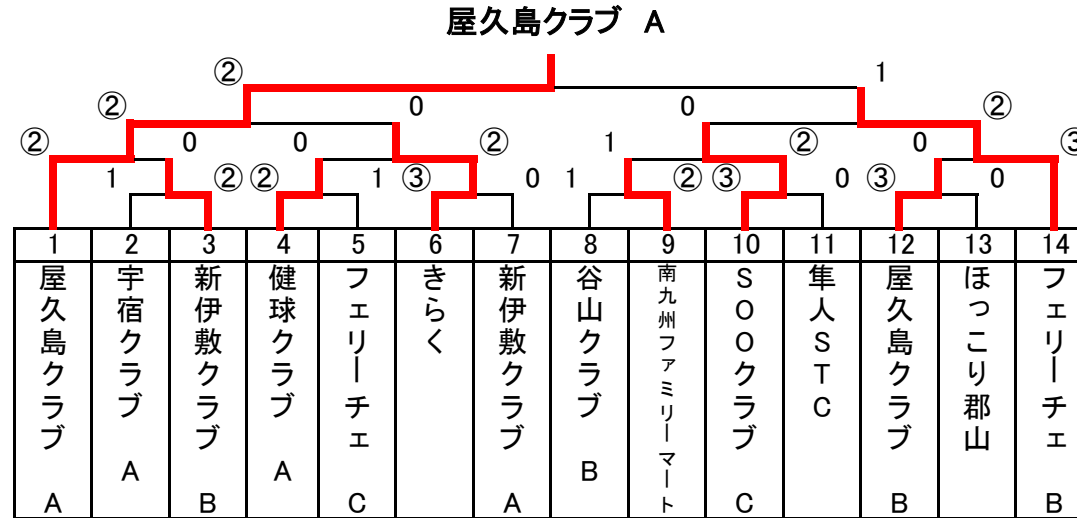 屋久島クラブ A
② 1
② 0 0 ②
② 0 0 ② 1 ② 0 ③
1 ② ② 1 ③ 0 1 ② ③ 0 ③ 0
1 2 3 4 5 6 7 8 9 10 11 12 13 14
屋久島クラブ A
宇宿クラブ A
新伊敷クラブ B
健球クラブ A
フェリーチェ C
きらく
新伊敷クラブ A
谷山クラブ B
南九州ファミリーマート
SOOクラブ C
隼人STC
屋久島クラブ B
ほっこり郡山
フェリーチェ B